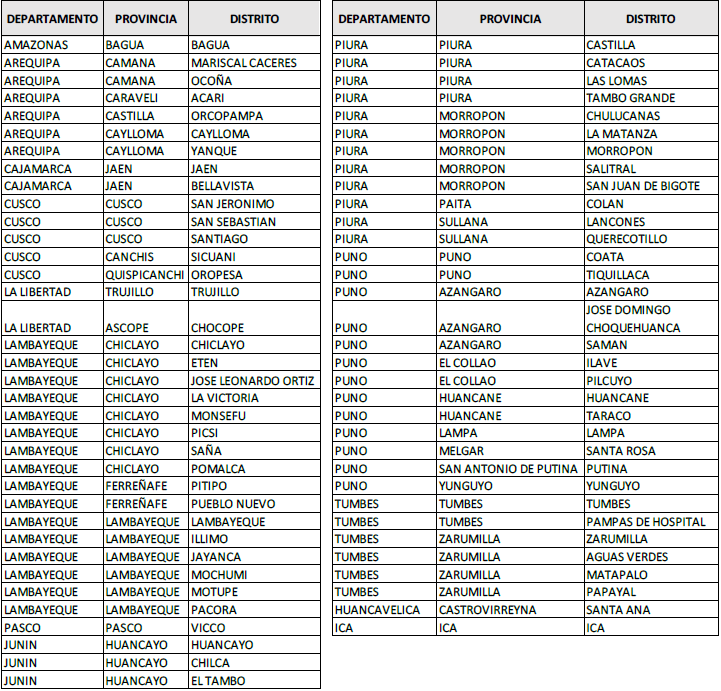 DEPARTAMENTO PROVINCIA DISTRITO
AMAZONAS BAGUA BAGUA
AREQUIPA CAMANA MARISCAL CACERES
AREQUIPA CAMANA OCOÑA
AREQUIPA CARAVELI ACARI
AREQUIPA CASTILLA ORCOPAMPA
AREQUIPA CAYLLOMA CAYLLOMA
AREQUIPA CAYLLOMA YANQUE
CAJAMARCA JAEN JAEN
CAJAMARCA JAEN BELLAVISTA
CUSCO CUSCO SAN JERONIMO
CUSCO CUSCO SAN SEBASTIAN
CUSCO CUSCO SANTIAGO
CUSCO CANCHIS SICUANI
CUSCO QUISPICANCHI OROPESA
LA LIBERTAD TRUJILLO TRUJILLO
LA LIBERTAD ASCOPE CHOCOPE
LAMBAYEQUE CHICLAYO CHICLAYO
LAMBAYEQUE CHICLAYO ETEN
LAMBAYEQUE CHICLAYO JOSE LEONARDO ORTIZ
LAMBAYEQUE CHICLAYO LA VICTORIA
LAMBAYEQUE CHICLAYO MONSEFU
LAMBAYEQUE CHICLAYO PICSI
LAMBAYEQUE CHICLAYO SAÑA
LAMBAYEQUE CHICLAYO POMALCA
LAMBAYEQUE FERREÑAFE PITIPO
LAMBAYEQUE FERREÑAFE PUEBLO NUEVO
LAMBAYEQUE LAMBAYEQUE LAMBAYEQUE
LAMBAYEQUE LAMBAYEQUE ILLIMO
LAMBAYEQUE LAMBAYEQUE JAYANCA
LAMBAYEQUE LAMBAYEQUE MOCHUMI
LAMBAYEQUE LAMBAYEQUE MOTUPE
LAMBAYEQUE LAMBAYEQUE PACORA
PASCO PASCO VICCO
JUNIN HUANCAYO HUANCAYO
JUNIN HUANCAYO CHILCA
JUNIN HUANCAYO EL TAMBO
DEPARTAMENTO PROVINCIA DISTRITO
PIURA PIURA CASTILLA
PIURA PIURA CATACAOS
PIURA PIURA LAS LOMAS
PIURA PIURA TAMBO GRANDE
PIURA MORROPON CHULUCANAS
PIURA MORROPON LA MATANZA
PIURA MORROPON MORROPON
PIURA MORROPON SALITRAL
PIURA MORROPON SAN JUAN DE BIGOTE
PIURA PAITA COLAN
PIURA SULLANA LANCONES
PIURA SULLANA QUERECOTILLO
PUNO PUNO COATA
PUNO PUNO TIQUILLACA
PUNO AZANGARO AZANGARO
JOSE DOMINGO
PUNO AZANGARO CHOQUEHUANCA
PUNO AZANGARO SAMAN
PUNO EL COLLAO ILAVE
PUNO EL COLLAO PILCUYO
PUNO HUANCANE HUANCANE
PUNO HUANCANE TARACO
PUNO LAMPA LAMPA
PUNO MELGAR SANTA ROSA
PUNO SAN ANTONIO DE PUTINA PUTINA
PUNO YUNGUYO YUNGUYO
TUMBES TUMBES TUMBES
TUMBES TUMBES PAMPAS DE HOSPITAL
TUMBES ZARUMILLA ZARUMILLA
TUMBES ZARUMILLA AGUAS VERDES
TUMBES ZARUMILLA MATAPALO
TUMBES ZARUMILLA PAPAYAL
HUANCAVELICA CASTROVIRREYNA SANTA ANA
ICA ICA ICA